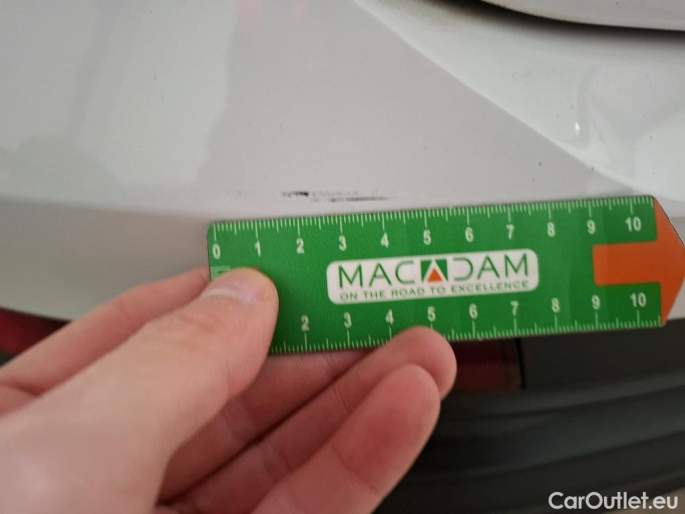 0 1 2 3 4 5 6 7 8 9 10
MACADAM
ON THE ROAD TO EXCELLENCE
2 3 4 5 6 7 8 9 10
CarOutlet.eu